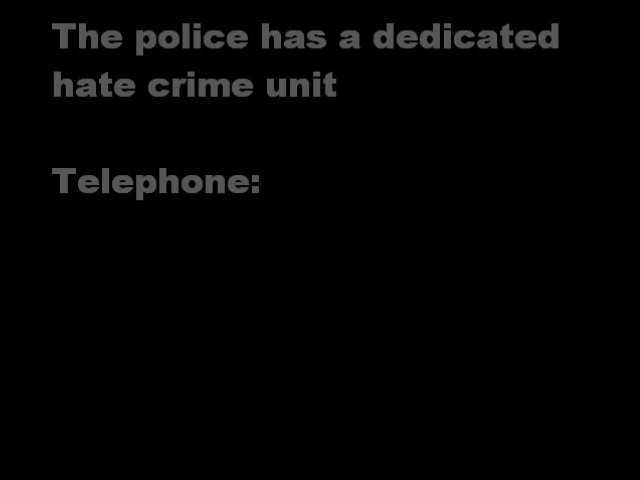 The police has a dedicated
hate crime unit
Telephone: